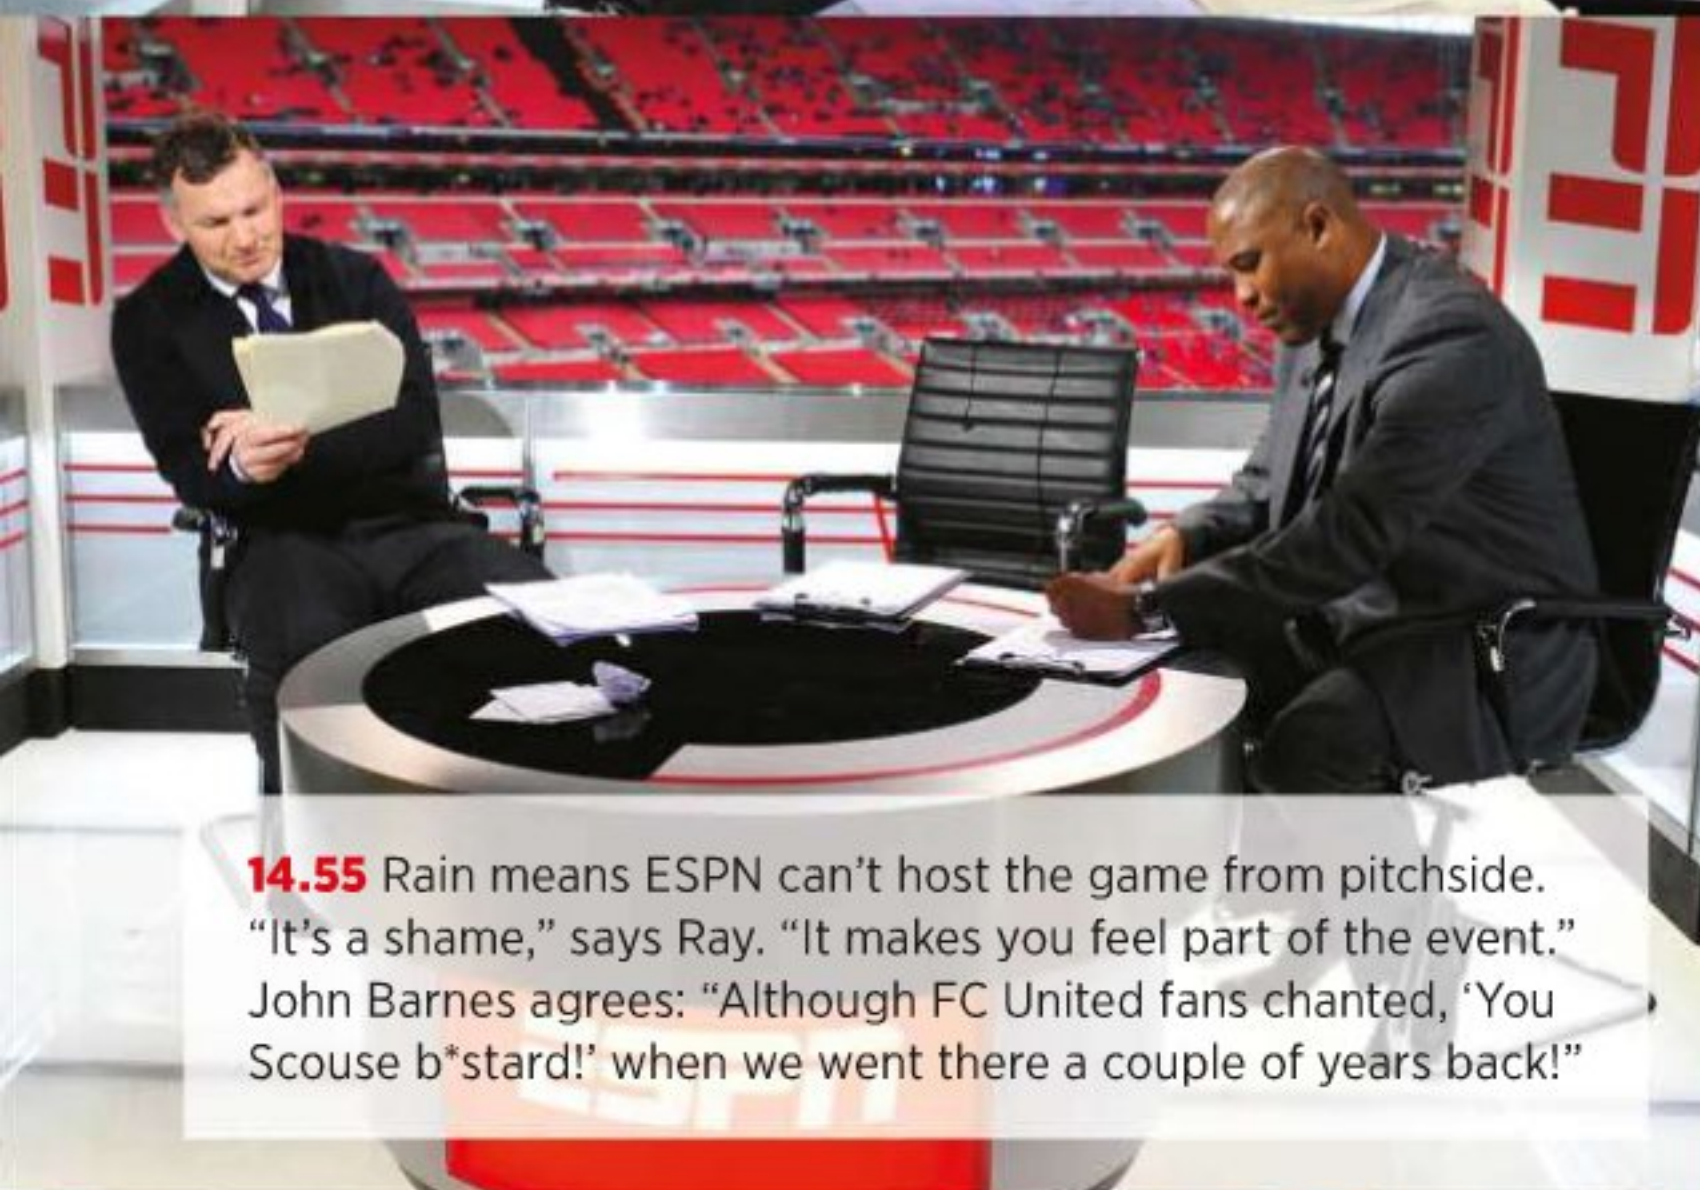 14.55 Rain means ESPN can't host the game from pitchside.
“It's a shame,” says Ray. “It makes you feel part of the event.”
John Barnes agrees: “Although FC United fans chanted, ‘You
Scouse b*stard!’ when we went there a couple of years back!”
ESPN